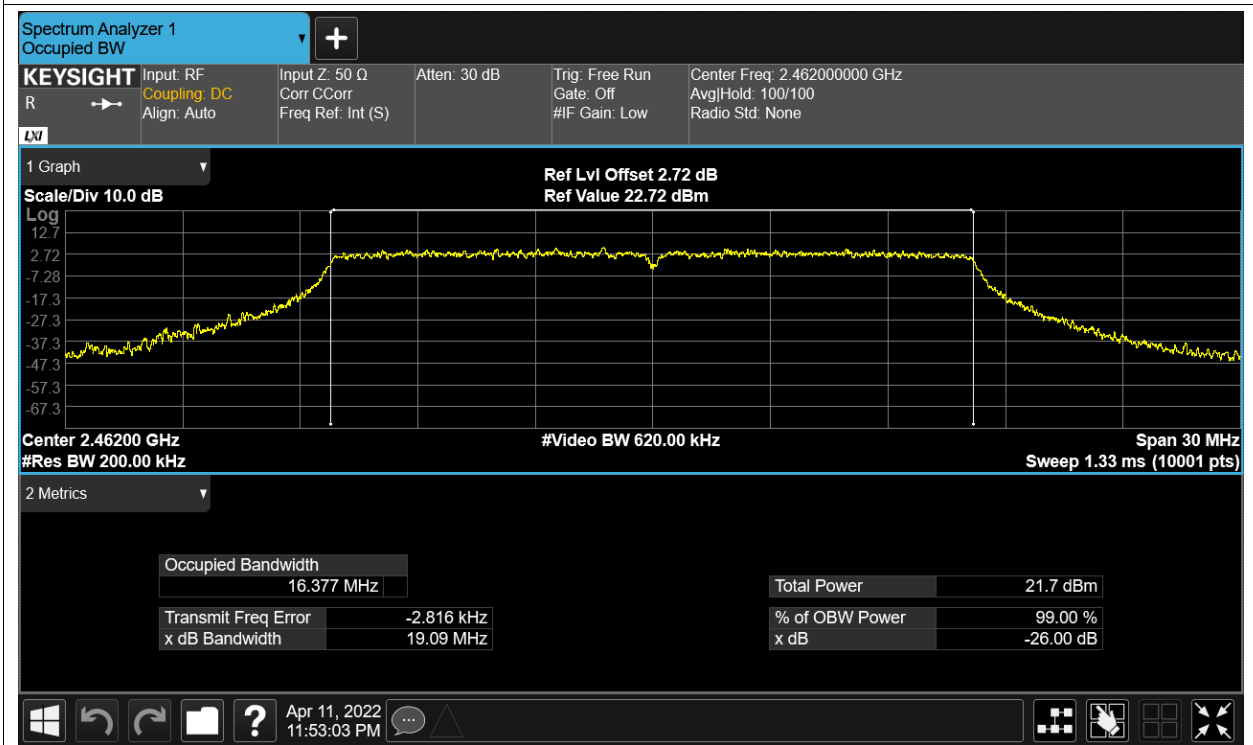 Spectrum Analyzer 1
Occupied BW
KEYSIGHT
R
LXI
Input: RF
Coupling: DC
Align: Auto
Input Z: 50 Ω
Corr CCorr
Freq Ref: Int (S)
Atten: 30 dB
Trig: Free Run
Gate: Off
#IF Gain: Low
Center Freq: 2.462000000 GHz
Avg|Hold: 100/100
Radio Std: None
1 Graph
Scale/Div 10.0 dB
Ref Lvl Offset 2.72 dB
Ref Value 22.72 dBm
Log
12.7
2.72
-7.28
-17.3
-27.3
-37.3
-47.3
-57.3
-67.3
Center 2.46200 GHz
#Res BW 200.00 kHz
#Video BW 620.00 kHz
Span 30 MHz
Sweep 1.33 ms (10001 pts)
2 Metrics
Occupied Bandwidth
16.377 MHz
Transmit Freq Error -2.816 kHz
x dB Bandwidth 19.09 MHz
Total Power 21.7 dBm
% of OBW Power 99.00 %
x dB -26.00 dB
?
Apr 11, 2022
11:53:03 PM